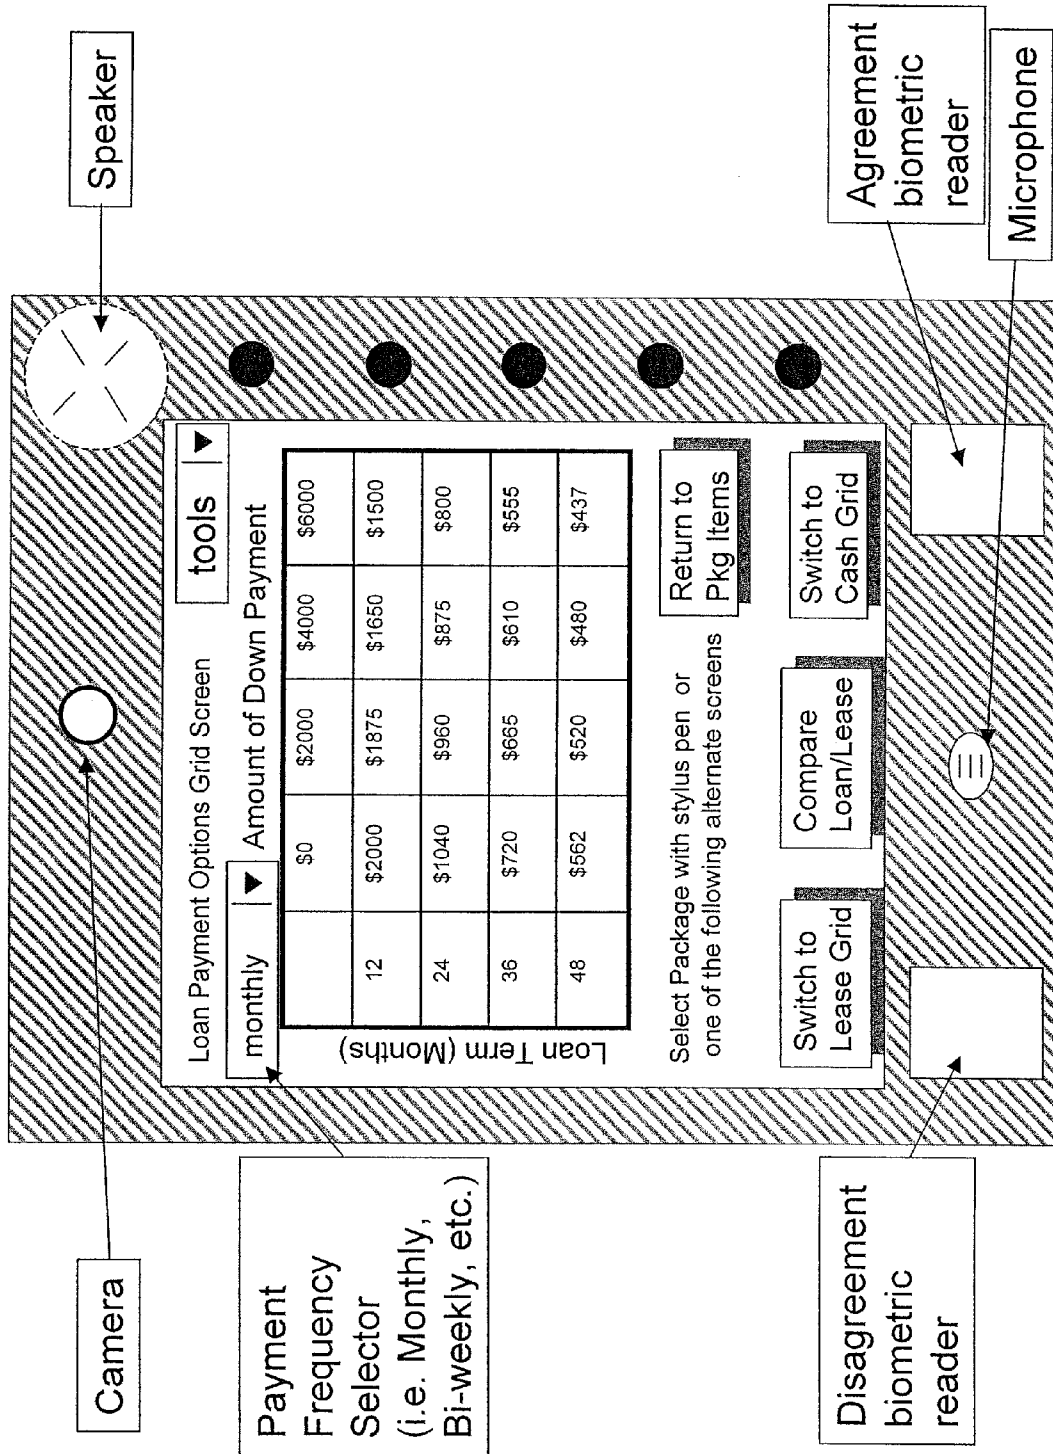 Camera
Speaker
Payment
Frequency
Selector
(i.e. Monthly,
Bi-weekly, etc.)
Loan Payment Options Grid Screen
tools
monthly
Amount of Down Payment
Loan Term (Months)
$0 $2000 $4000 $6000
12 $2000 $1875 $1650 $1500
24 $1040 $960 $875 $800
36 $720 $665 $610 $555
48 $562 $520 $480 $437
Select Package with stylus pen or
one of the following alternate screens
Return to
Pkg Items
Switch to
Lease Grid
Compare
Loan/Lease
Switch to
Cash Grid
Disagreement
biometric
reader
Agreement
biometric
reader
Microphone